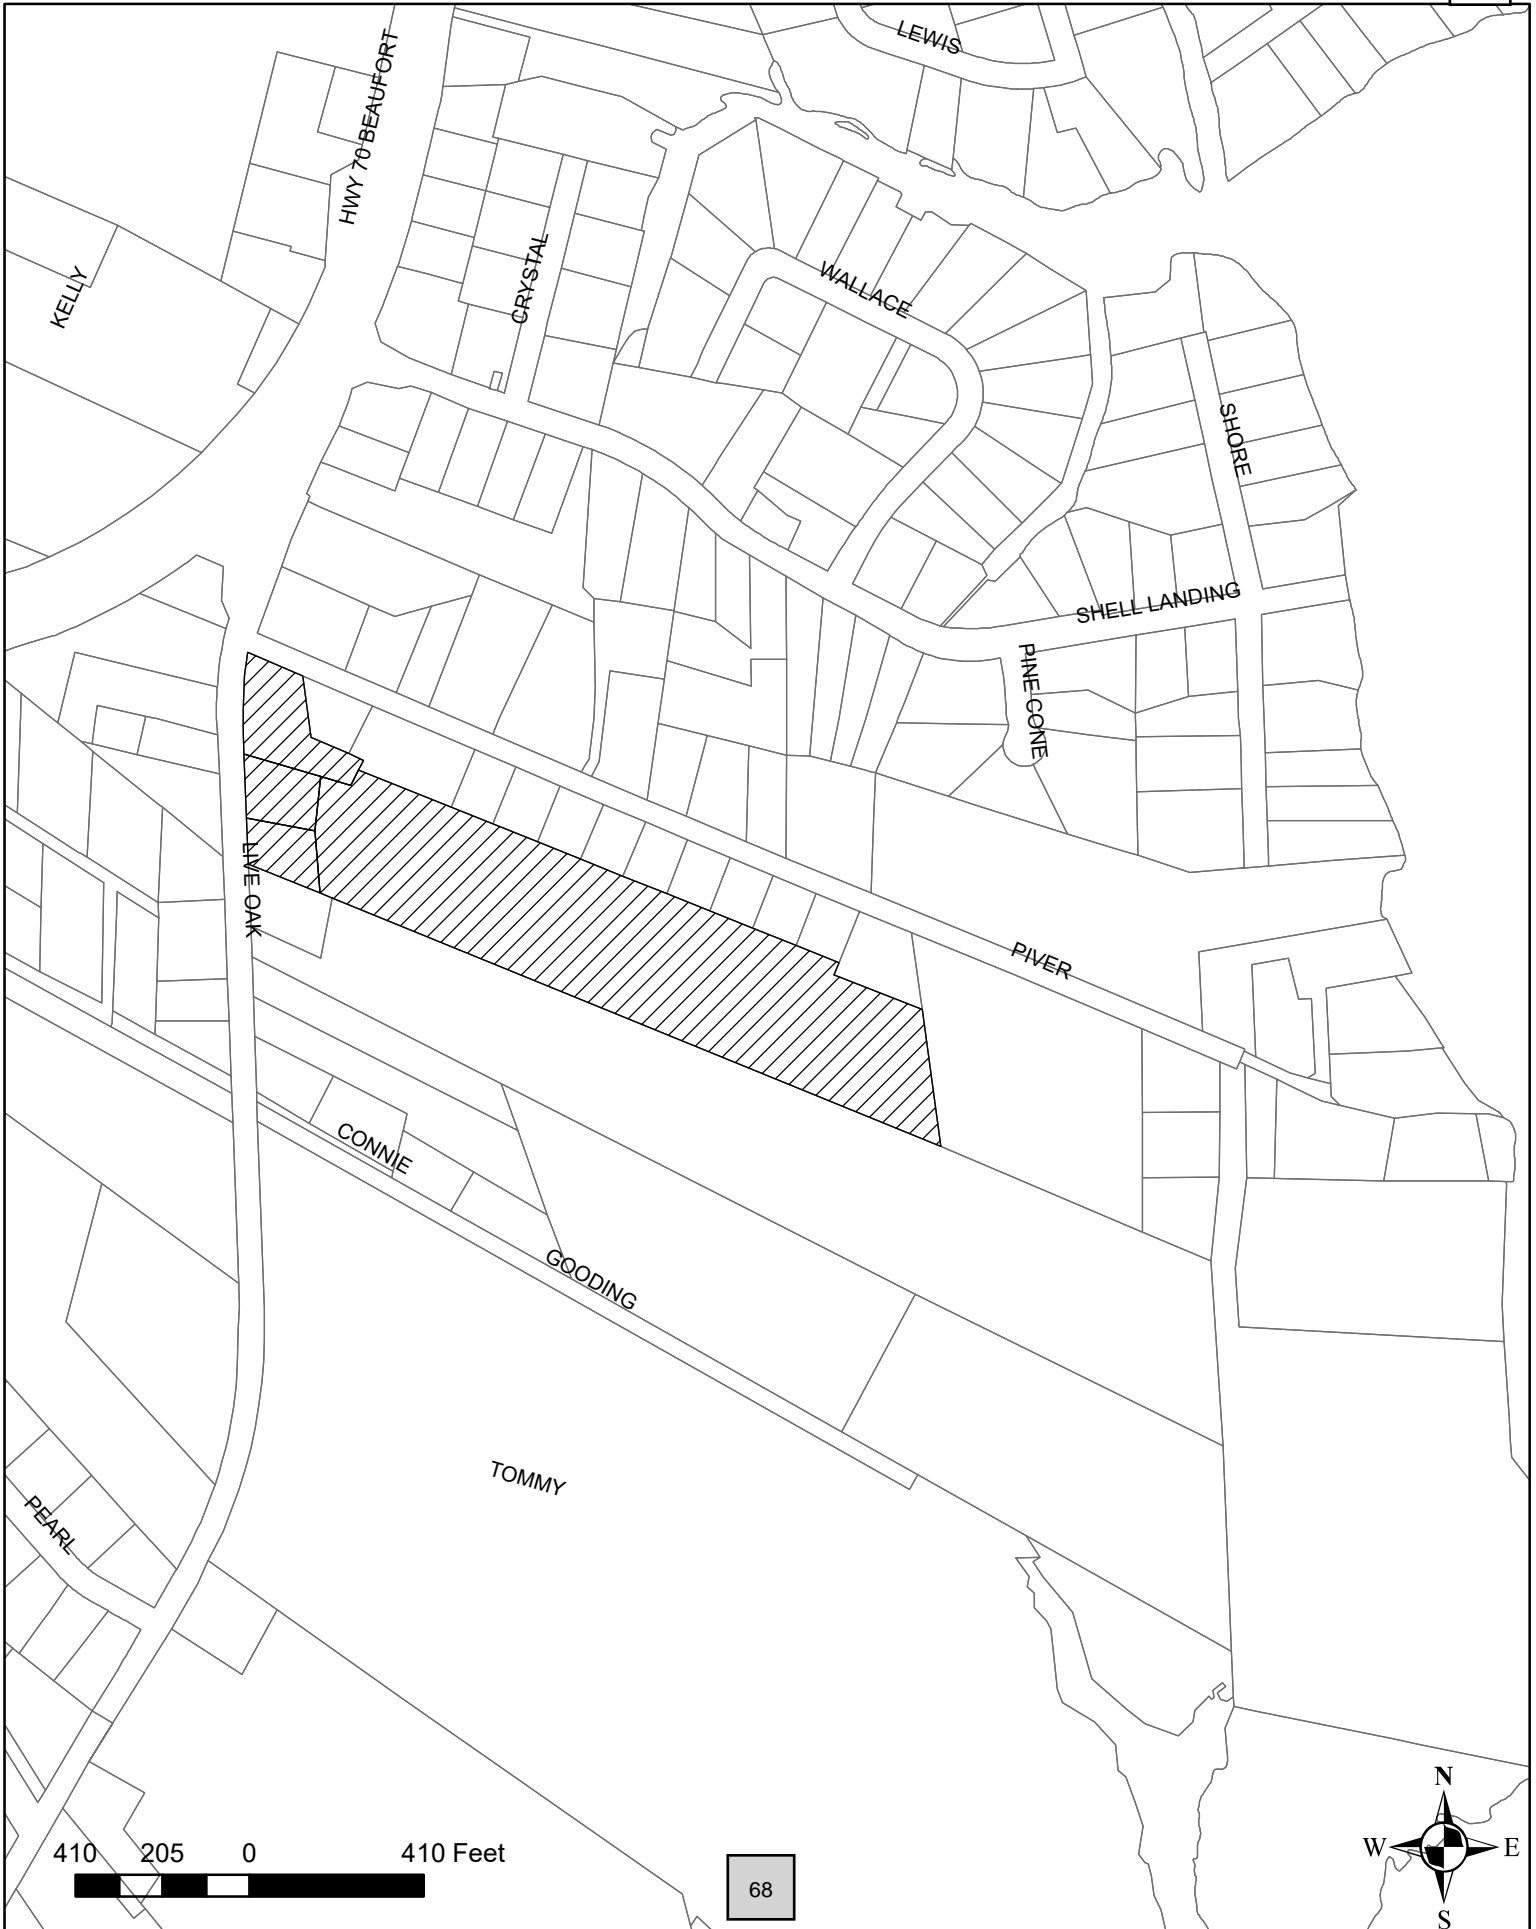 LEWIS
HWY 70 BEAUFORT
KELLY
CRYSTAL
WALLACE
SHORE
SHELL LANDING
PINE CONE
LIVE OAK
PIVER
CONNIE
GOODING
TOMMY
PEARL
N
W E
S
410 205 0 410 Feet
68